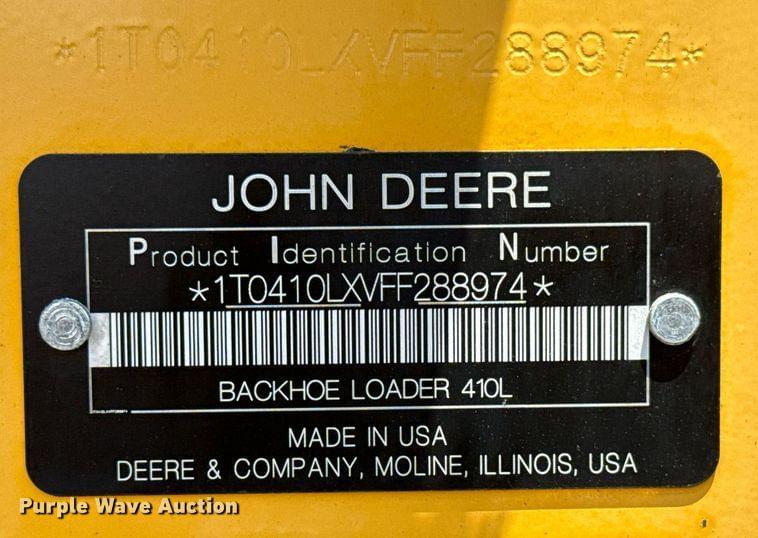 *1T0410LXVFF288974*
JOHN DEERE
Product Identification Number
*1T0410LXVFF288974*
BACKHOE LOADER 410L
MADE IN USA
DEERE & COMPANY, MOLINE, ILLINOIS, USA
Purple Wave Auction